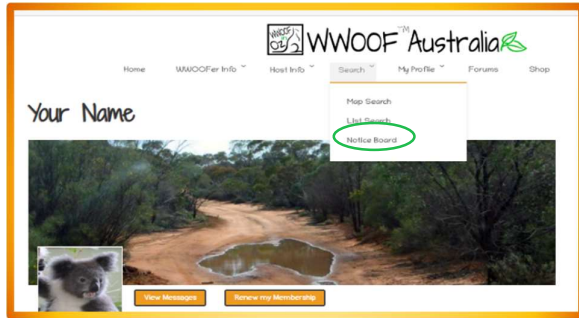 WWOOF OZ WWOOF™ Australia
Home WWOOFer Info Host Info Search My Profile Forums Shop
Map Search
List Search
Notice Board
Your Name
View Messages Renew my Membership